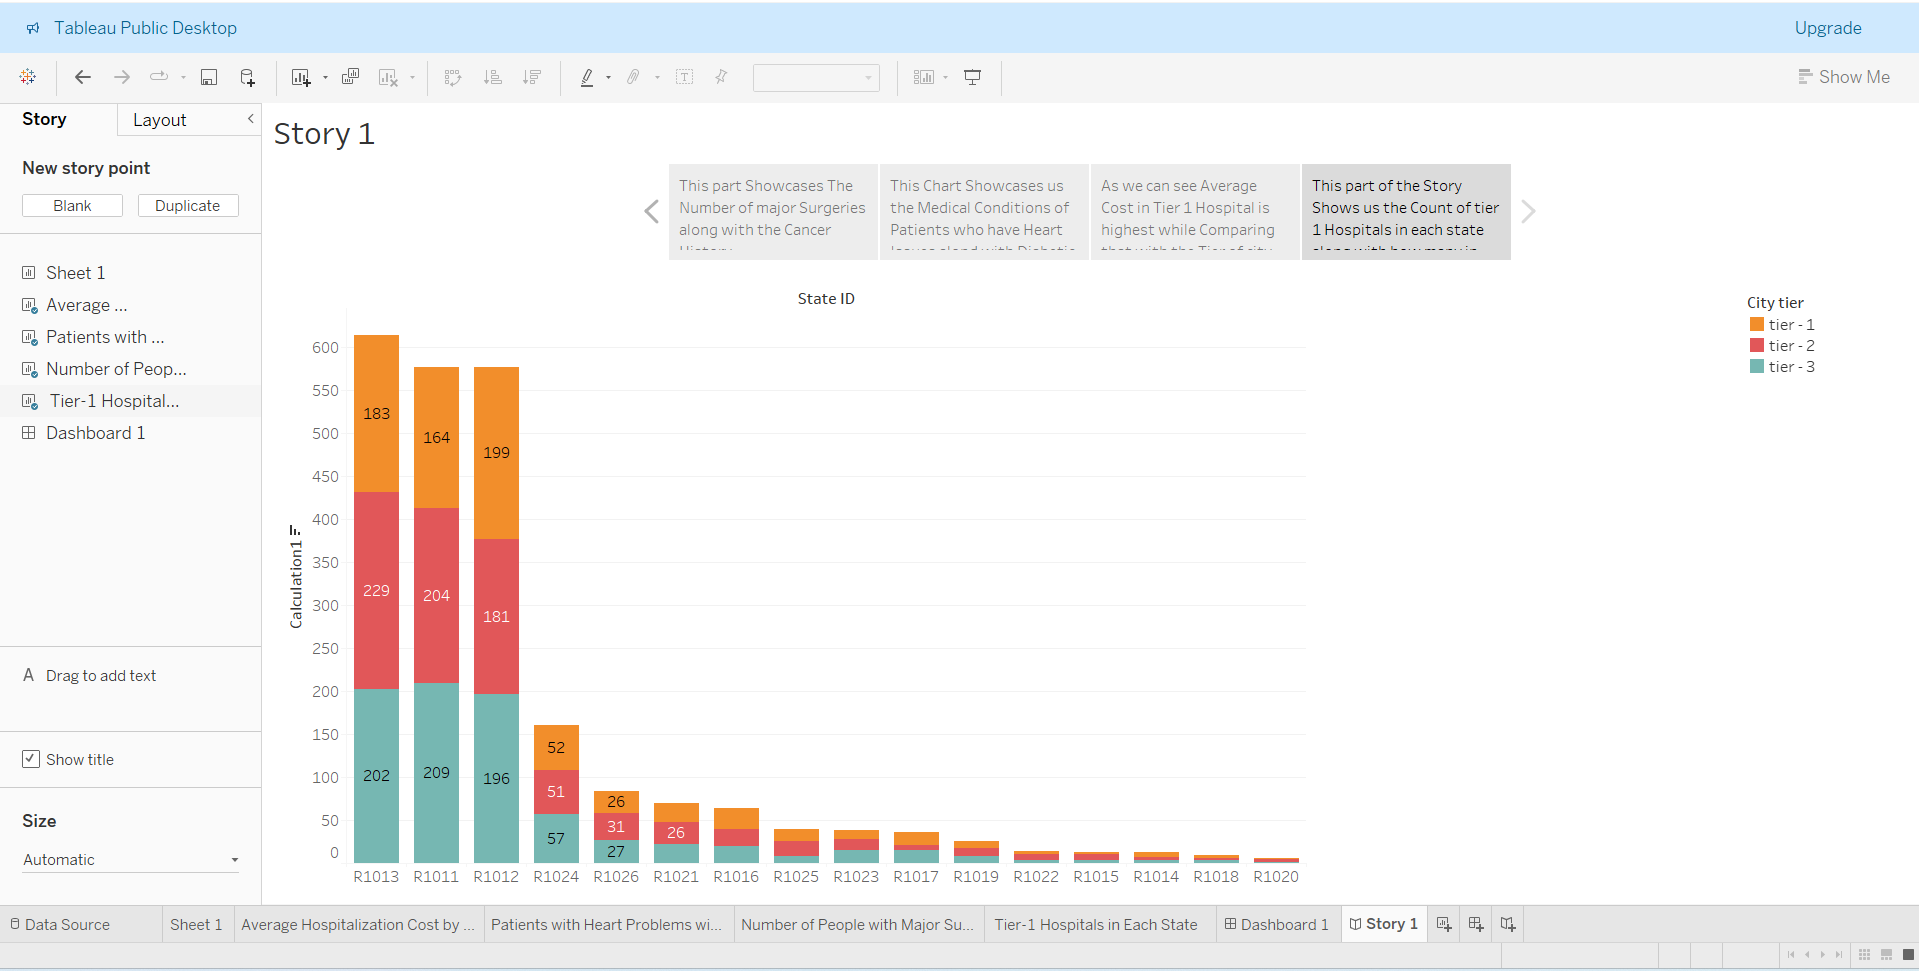 Tableau Public Desktop
Upgrade
Show Me
Story
Layout
New story point
Blank
Duplicate
Sheet 1
Average ...
Patients with ...
Number of Peop...
Tier-1 Hospital...
Dashboard 1
A Drag to add text
Show title
Size
Automatic
Story 1
This part Showcases The
Number of major Surgeries
along with the Cancer
This Chart Showcases us
the Medical Conditions of
Patients who have Heart
As we can see Average
Cost in Tier 1 Hospital is
highest while Comparing
This part of the Story
Shows us the Count of tier
1 Hospitals in each state
State ID
City tier
tier - 1
tier - 2
tier - 3
Calculation1
600
550
500
450
400
350
300
250
200
150
100
50
0
183
229
202
164
204
209
199
181
196
52
51
57
26
31
27
26
R1013 R1011 R1012 R1024 R1026 R1021 R1016 R1025 R1023 R1017 R1019 R1022 R1015 R1014 R1018 R1020
Data Source
Sheet 1
Average Hospitalization Cost by ...
Patients with Heart Problems wi...
Number of People with Major Su...
Tier-1 Hospitals in Each State
Dashboard 1
Story 1